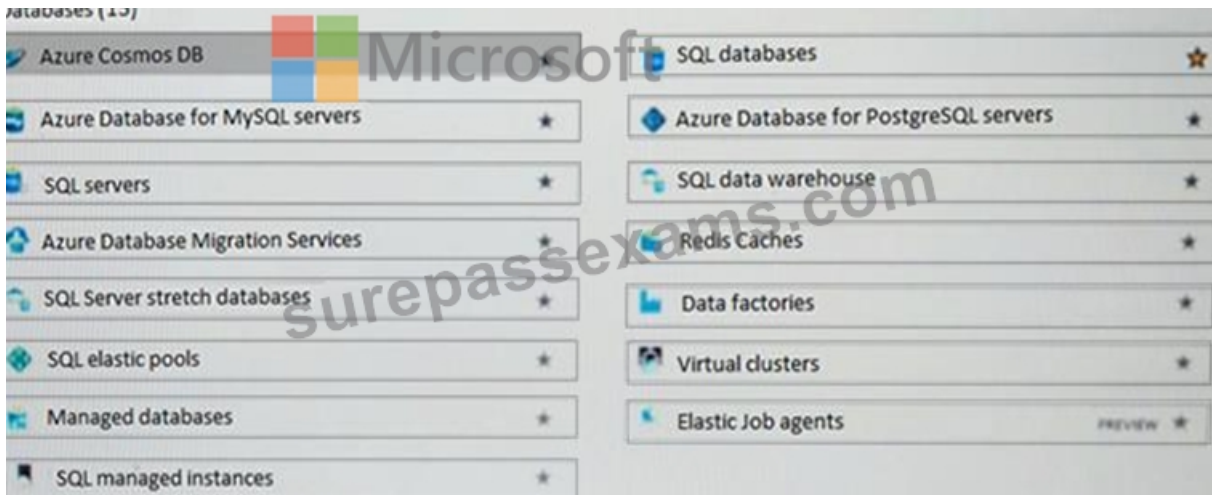 Databases (15)
Azure Cosmos DB
SQL databases
Azure Database for MySQL servers
Azure Database for PostgreSQL servers
SQL servers
SQL data warehouse
Azure Database Migration Services
Redis Caches
SQL Server stretch databases
Data factories
SQL elastic pools
Virtual clusters
Managed databases
Elastic Job agents PREVIEW
SQL managed instances
Microsoft
surepassexams.com